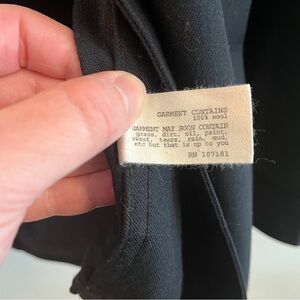 GARMENT CONTAINS
100% wool
GARMENT MAY SOON CONTAIN
grass, dirt, oil, paint,
sweat, tears, rain, mud,
etc but that is up to you
RN 107181